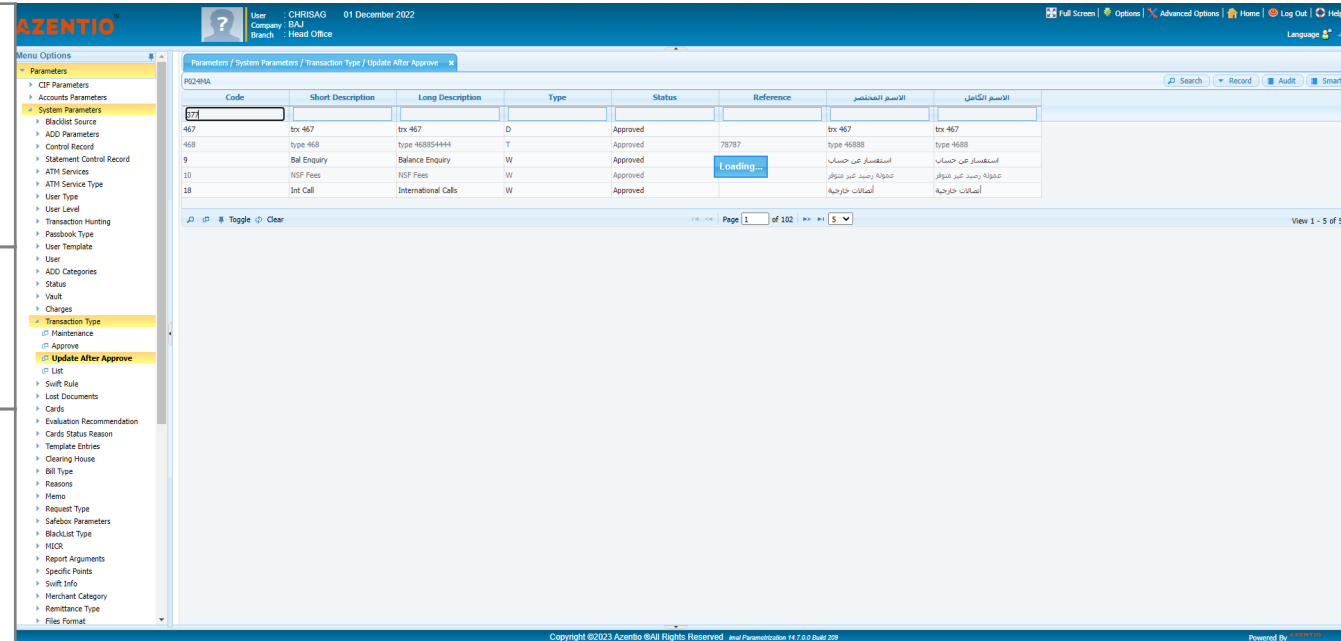 AZENTIO
User : CHRISAG 01 December 2022
Company : BAJ
Branch : Head Office
Full Screen | Options | Advanced Options | Home | Log Out | Help
Language
Menu Options
Parameters
CIF Parameters
Accounts Parameters
System Parameters
Blacklist Source
ADD Parameters
Control Record
Statement Control Record
ATM Services
ATM Service Type
User Type
User Level
Transaction Hunting
Passbook Type
User Template
User
ADD Categories
Status
Vault
Charges
Transaction Type
Maintenance
Approve
Update After Approve
List
Swift Rule
Lost Documents
Cards
Evaluation Recommendation
Cards Status Reason
Template Entries
Clearing House
Bill Type
Reasons
Memo
Request Type
Safebox Parameters
BlackList Type
MICR
Report Arguments
Specific Points
Swift Info
Merchant Category
Remittance Type
Files Format
Parameters / System Parameters / Transaction Type / Update After Approve x
P024MA
Search Record Audit Smart
Code Short Description Long Description Type Status Reference الاسم المختصر الاسم الكامل
377
467 trx 467 trx 467 D Approved trx 467 trx 467
468 type 468 type 468854444 T Approved 78787 type 46888 type 4688
9 Bal Enquiry Balance Enquiry W Approved استفسار عن حساب استفسار عن حساب
Loading...
10 NSF Fees NSF Fees W Approved عمولة رصيد غير متوفر عمولة رصيد غير متوفر
18 Int Call International Calls W Approved أتصالات خارجية أتصالات خارجية
Toggle Clear
Page 1 of 102 5
View 1 - 5 of 5
Copyright ©2023 Azentio ®All Rights Reserved imal Parametrization 14.7.0.0 Build 209
Powered By AZENTIO